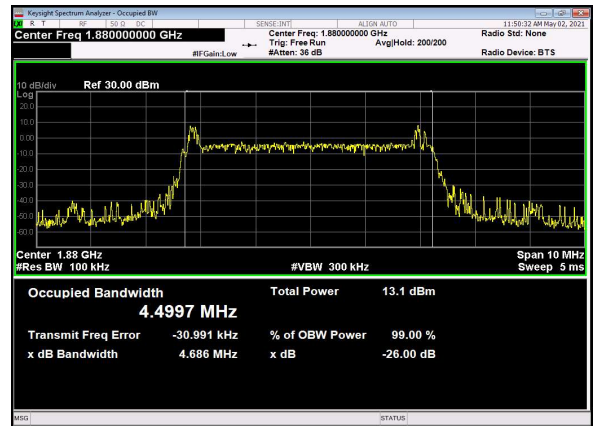 Keysight Spectrum Analyzer - Occupied BW
LXI R T RF 50 Ω DC SENSE:INT ALIGN AUTO 11:50:32 AM May 02, 2021
Center Freq 1.880000000 GHz Center Freq: 1.880000000 GHz Radio Std: None
Trig: Free Run Avg|Hold: 200/200
#IFGain:Low #Atten: 36 dB Radio Device: BTS
10 dB/div Ref 30.00 dBm
Log
20.0
10.0
0.00
-10.0
-20.0
-30.0
-40.0
-50.0
-60.0
Center 1.88 GHz Span 10 MHz
#Res BW 100 kHz #VBW 300 kHz Sweep 5 ms
Occupied Bandwidth Total Power 13.1 dBm
4.4997 MHz
Transmit Freq Error -30.991 kHz % of OBW Power 99.00 %
x dB Bandwidth 4.686 MHz x dB -26.00 dB
MSG STATUS